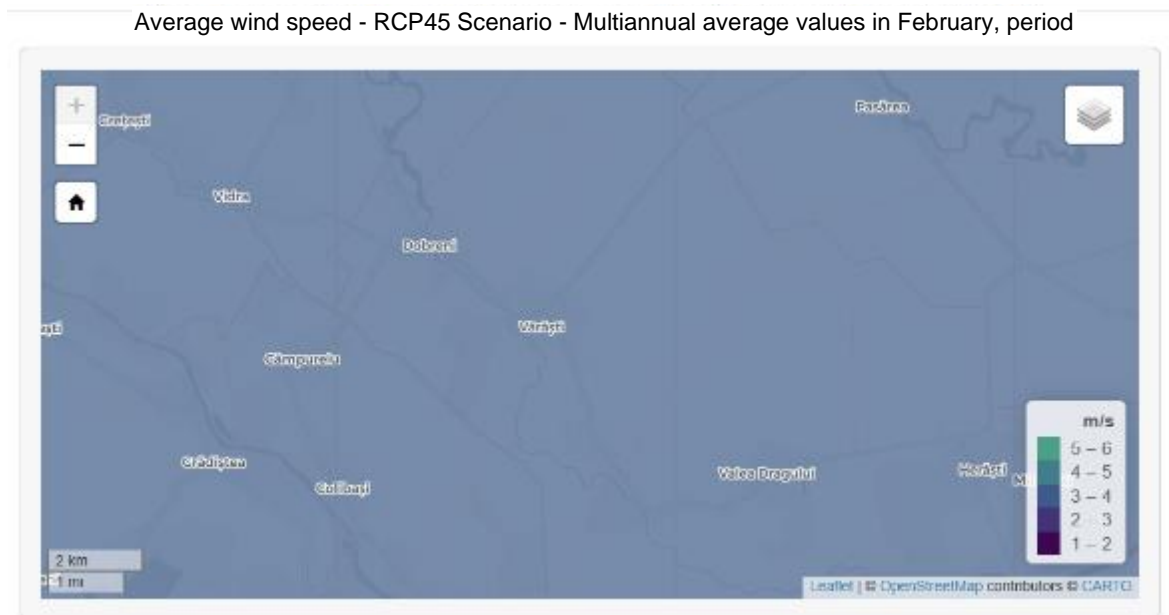 Average wind speed - RCP45 Scenario - Multiannual average values in February, period
+
−
Crețești
Pasărea
Vidra
Dobreni
Vărăști
Câmpurelu
Grădiștea
Colibași
Valea Dragului
Herăști
m/s
5 – 6
4 – 5
3 – 4
2 – 3
1 – 2
2 km
1 mi
Leaflet | © OpenStreetMap contributors © CARTO